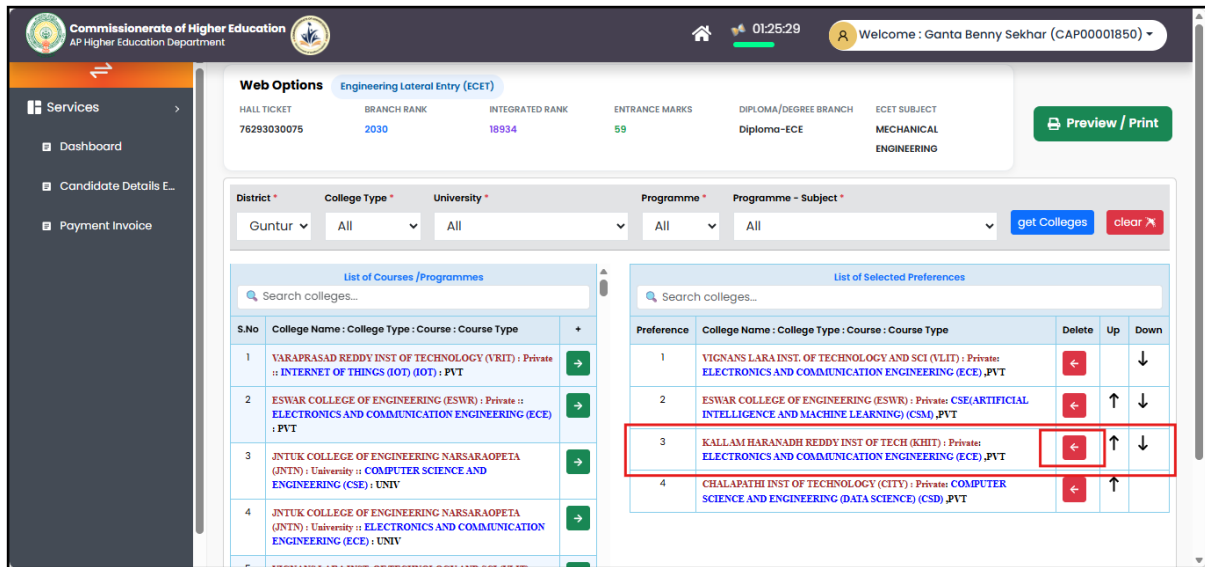 Commissionerate of Higher Education
AP Higher Education Department
01:25:29
Welcome : Ganta Benny Sekhar (CAP00001850)
Services
Dashboard
Candidate Details E...
Payment Invoice
Web Options Engineering Lateral Entry (ECET)
HALL TICKET BRANCH RANK INTEGRATED RANK ENTRANCE MARKS DIPLOMA/DEGREE BRANCH ECET SUBJECT
76293030075 2030 18934 59 Diploma-ECE MECHANICAL
ENGINEERING
Preview / Print
District * College Type * University * Programme * Programme - Subject *
Guntur All All All All get Colleges clear
List of Courses /Programmes
Search colleges...
S.No College Name : College Type : Course : Course Type +
1 VARAPRASAD REDDY INST OF TECHNOLOGY (VRIT) : Private
:: INTERNET OF THINGS (IOT) (IOT) : PVT
2 ESWAR COLLEGE OF ENGINEERING (ESWR) : Private ::
ELECTRONICS AND COMMUNICATION ENGINEERING (ECE)
: PVT
3 JNTUK COLLEGE OF ENGINEERING NARSARAOPETA
(JNTN) : University :: COMPUTER SCIENCE AND
ENGINEERING (CSE) : UNIV
4 JNTUK COLLEGE OF ENGINEERING NARSARAOPETA
(JNTN) : University :: ELECTRONICS AND COMMUNICATION
ENGINEERING (ECE) : UNIV
List of Selected Preferences
Search colleges...
Preference College Name : College Type : Course : Course Type Delete Up Down
1 VIGNANS LARA INST. OF TECHNOLOGY AND SCI (VLIT) : Private:
ELECTRONICS AND COMMUNICATION ENGINEERING (ECE) ,PVT
2 ESWAR COLLEGE OF ENGINEERING (ESWR) : Private: CSE(ARTIFICIAL
INTELLIGENCE AND MACHINE LEARNING) (CSM) ,PVT
3 KALLAM HARANADH REDDY INST OF TECH (KHIT) : Private:
ELECTRONICS AND COMMUNICATION ENGINEERING (ECE) ,PVT
4 CHALAPATHI INST OF TECHNOLOGY (CITY) : Private: COMPUTER
SCIENCE AND ENGINEERING (DATA SCIENCE) (CSD) ,PVT